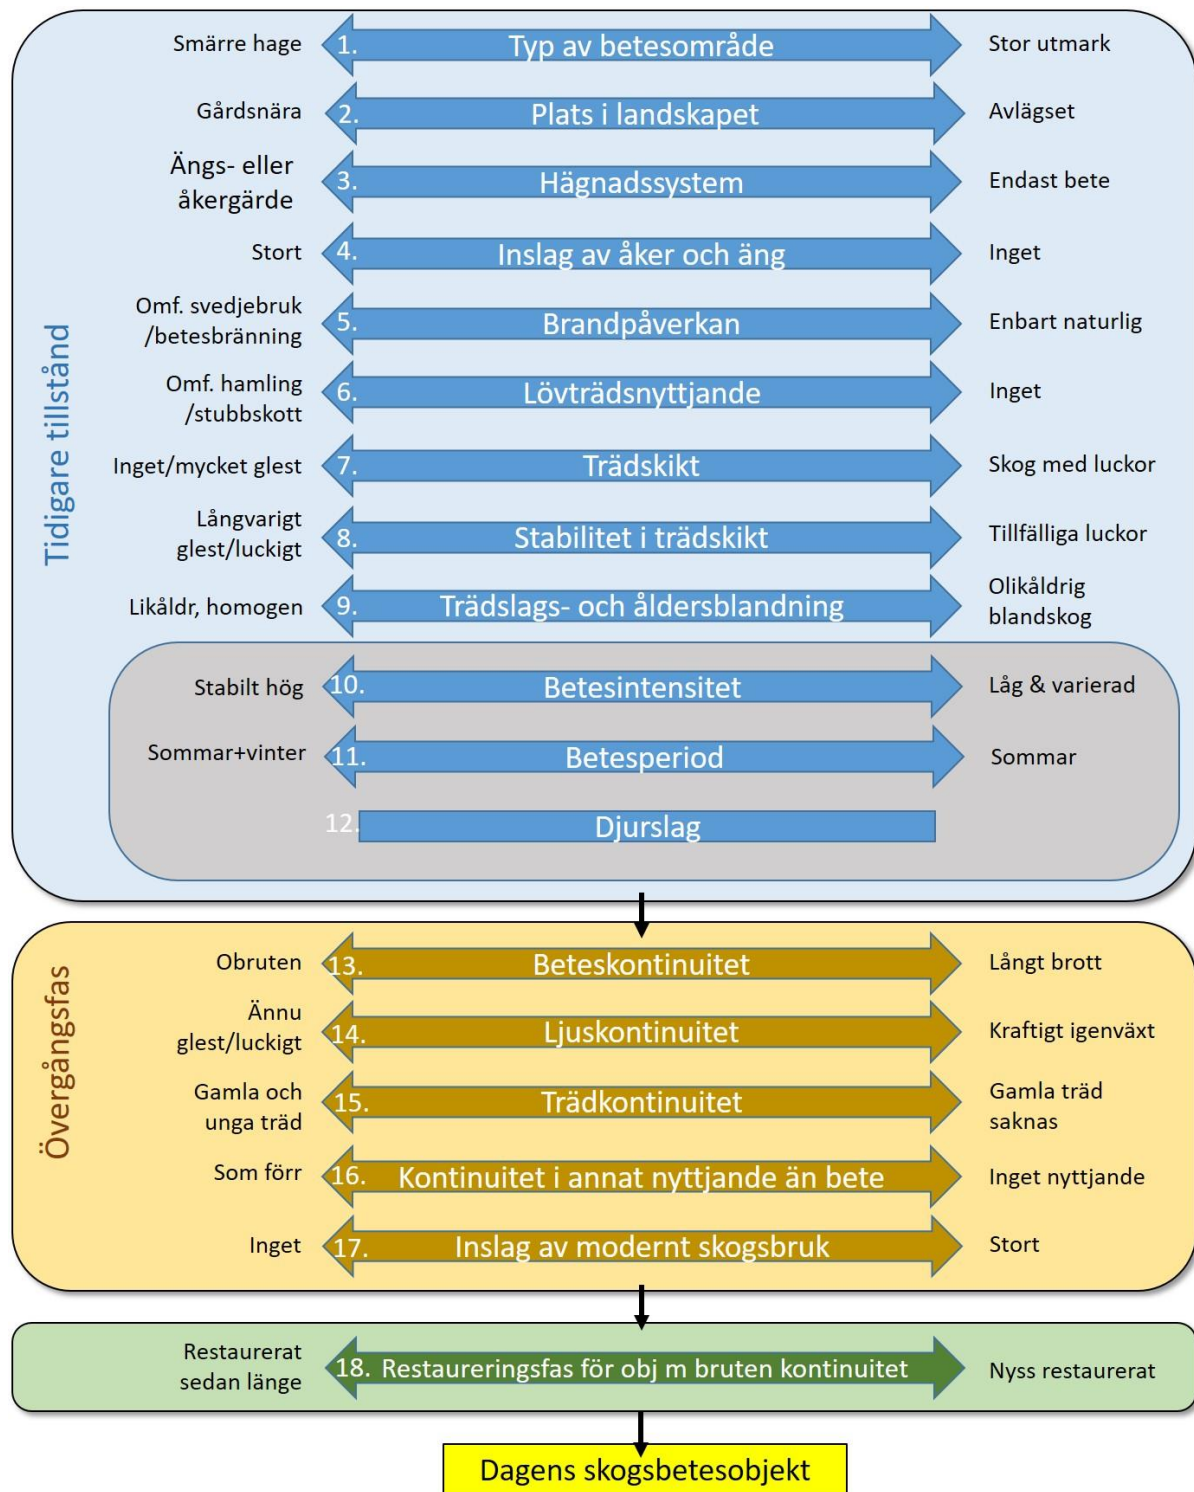 Tidigare tillstånd
Smärre hage 1. Typ av betesområde Stor utmark
Gårdsnära 2. Plats i landskapet Avlägset
Ängs- eller
åkergärde 3. Hägnadssystem Endast bete
Stort 4. Inslag av åker och äng Inget
Omf. svedjebruk
/betesbränning 5. Brandpåverkan Enbart naturlig
Omf. hamling
/stubbskott 6. Lövträdsnyttjande Inget
Inget/mycket glest 7. Trädskikt Skog med luckor
Långvarigt
glest/luckigt 8. Stabilitet i trädskikt Tillfälliga luckor
Likåldr, homogen 9. Trädslags- och åldersblandning Olikåldrig
blandskog
Stabilt hög 10. Betesintensitet Låg & varierad
Sommar+vinter 11. Betesperiod Sommar
12. Djurslag
Övergångsfas
Obruten 13. Beteskontinuitet Långt brott
Ännu
glest/luckigt 14. Ljuskontinuitet Kraftigt igenväxt
Gamla och
unga träd 15. Trädkontinuitet Gamla träd
saknas
Som förr 16. Kontinuitet i annat nyttjande än bete Inget nyttjande
Inget 17. Inslag av modernt skogsbruk Stort
Restaurerat
sedan länge 18. Restaureringsfas för obj m bruten kontinuitet Nyss restaurerat
Dagens skogsbetesobjekt